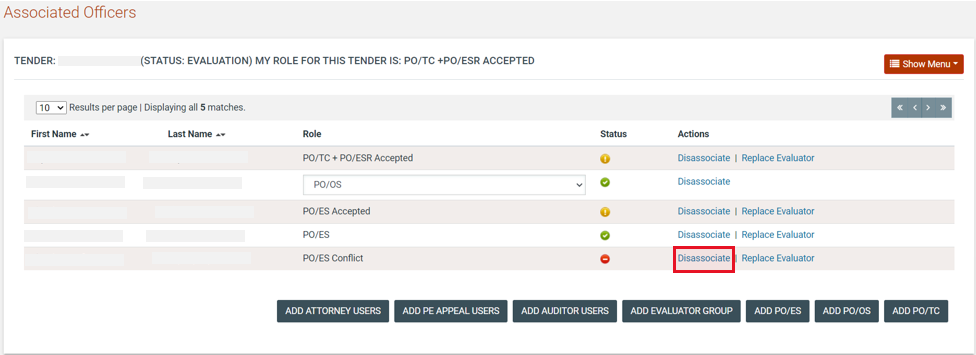 Associated Officers
TENDER: (STATUS: EVALUATION) MY ROLE FOR THIS TENDER IS: PO/TC +PO/ESR ACCEPTED
Show Menu
10 Results per page | Displaying all 5 matches.
« ‹ › »
First Name Last Name Role Status Actions
PO/TC + PO/ESR Accepted Disassociate | Replace Evaluator
PO/OS Disassociate
PO/ES Accepted Disassociate | Replace Evaluator
PO/ES Disassociate | Replace Evaluator
PO/ES Conflict Disassociate | Replace Evaluator
ADD ATTORNEY USERS ADD PE APPEAL USERS ADD AUDITOR USERS ADD EVALUATOR GROUP ADD PO/ES ADD PO/OS ADD PO/TC